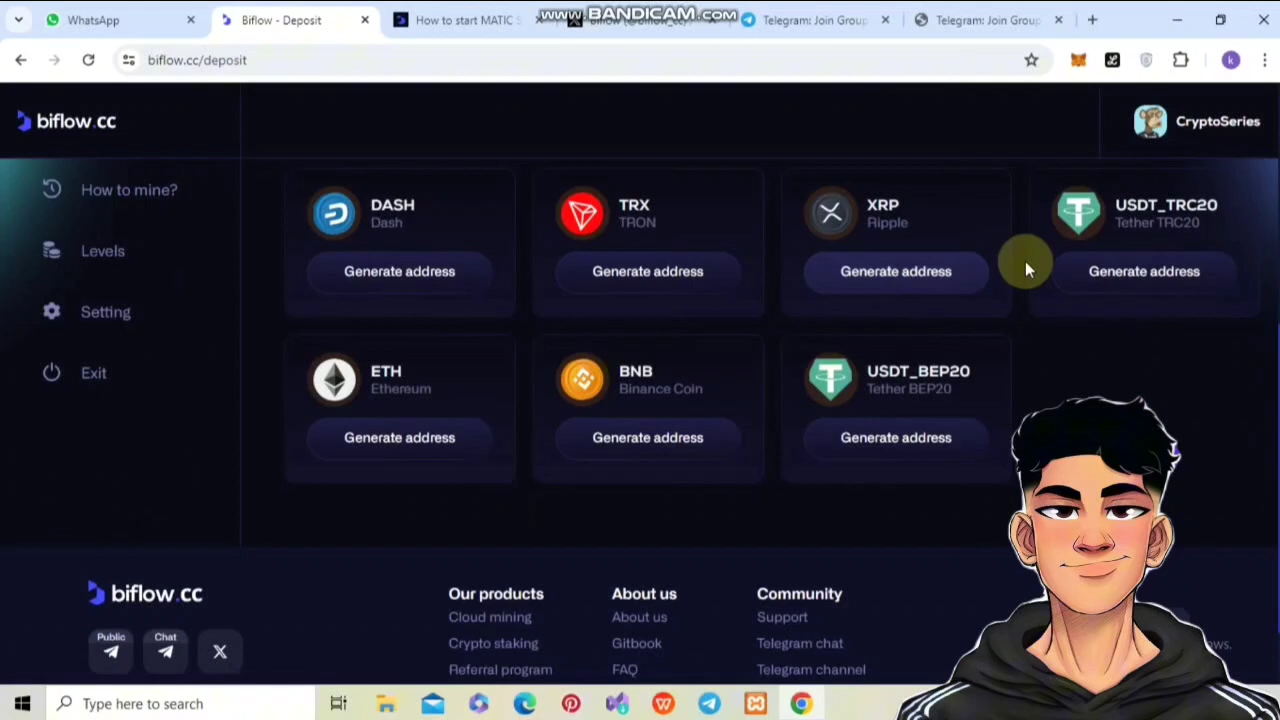 WhatsApp
Biflow - Deposit
How to start MATIC S
www.BANDICAM.com
Telegram: Join Group
Telegram: Join Group
biflow.cc/deposit
k
biflow.cc
CryptoSeries
How to mine?
Levels
Setting
Exit
DASH
Dash
Generate address
TRX
TRON
Generate address
XRP
Ripple
Generate address
USDT_TRC20
Tether TRC20
Generate address
ETH
Ethereum
Generate address
BNB
Binance Coin
Generate address
USDT_BEP20
Tether BEP20
Generate address
biflow.cc
Public
Chat
Our products
Cloud mining
Crypto staking
Referral program
About us
About us
Gitbook
FAQ
Community
Support
Telegram chat
Telegram channel
Type here to search